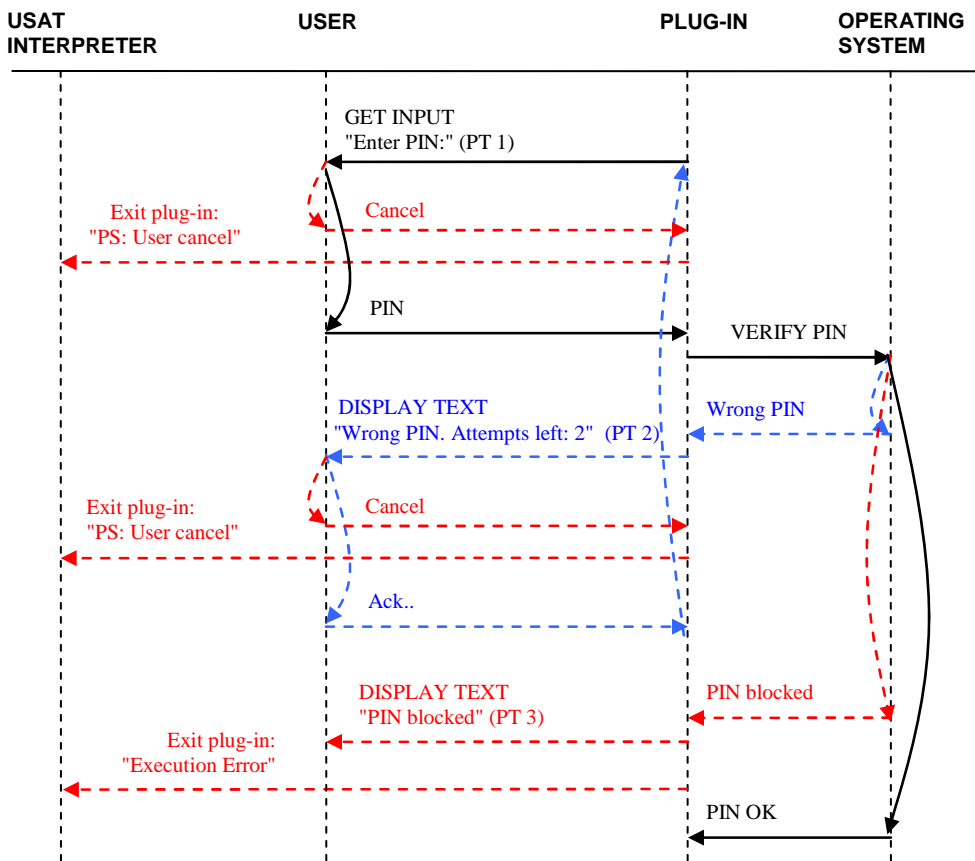 USAT
INTERPRETER
USER
PLUG-IN
OPERATING
SYSTEM
GET INPUT
"Enter PIN:" (PT 1)
Exit plug-in:
"PS: User cancel"
Cancel
PIN
VERIFY PIN
DISPLAY TEXT
"Wrong PIN. Attempts left: 2" (PT 2)
Wrong PIN
Exit plug-in:
"PS: User cancel"
Cancel
Ack..
DISPLAY TEXT
"PIN blocked" (PT 3)
PIN blocked
Exit plug-in:
"Execution Error"
PIN OK